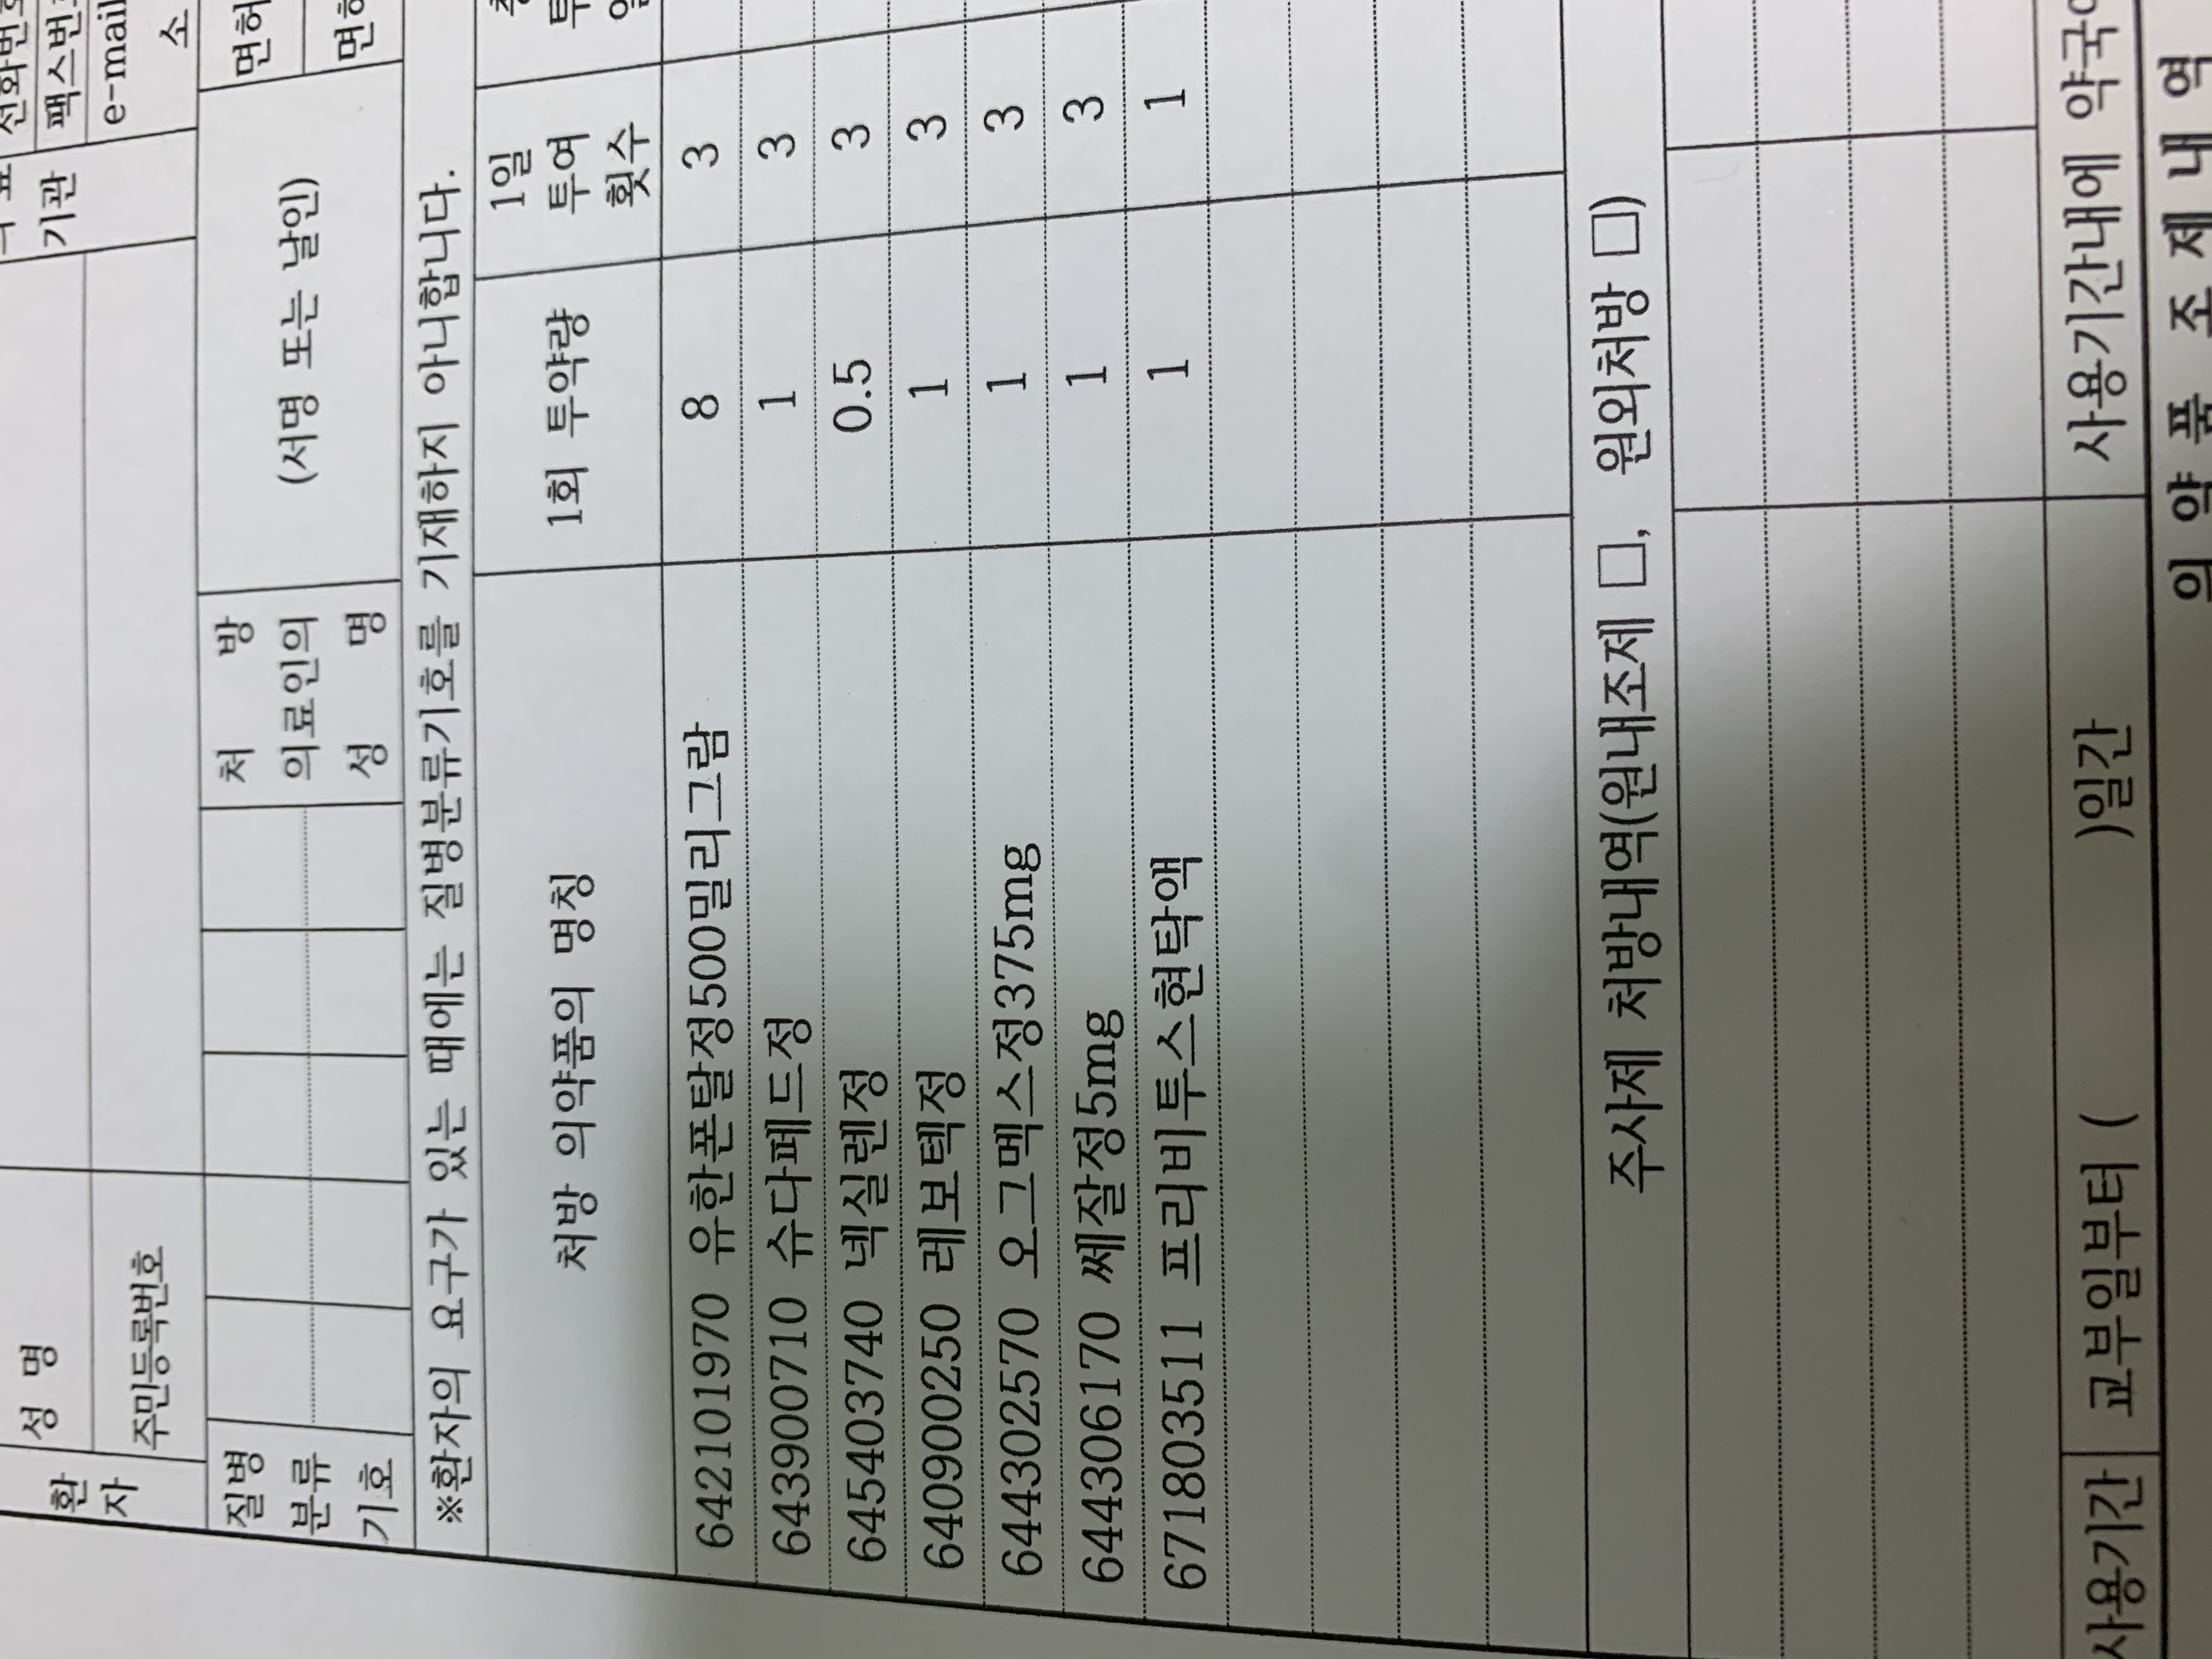 환
자
성 명
기관
팩스번
e-mail
소
주민등록번호
질병
분류
기호
처 방
의료인의
성 명
(서명 또는 날인)
면허
※환자의 요구가 있는 때에는 질병분류기호를 기재하지 아니합니다.
처방 의약품의 명칭
1회 투약량
1일
투여
횟수
642101970 유한폰탈정500밀리그람 8 3
643900710 슈다페드정 1 3
645403740 넥실렌정 0.5 3
640900250 레보텍정 1 3
644302570 오그멕스정375mg 1 3
644306170 쎄잘정5mg 1 3
671803511 프리비투스현탁액 1 1
주사제 처방내역(원내조제 □, 원외처방 □)
사용기간 교부일부터 ( )일간 사용기간내에 약국
의 약 품 조 제 내 역